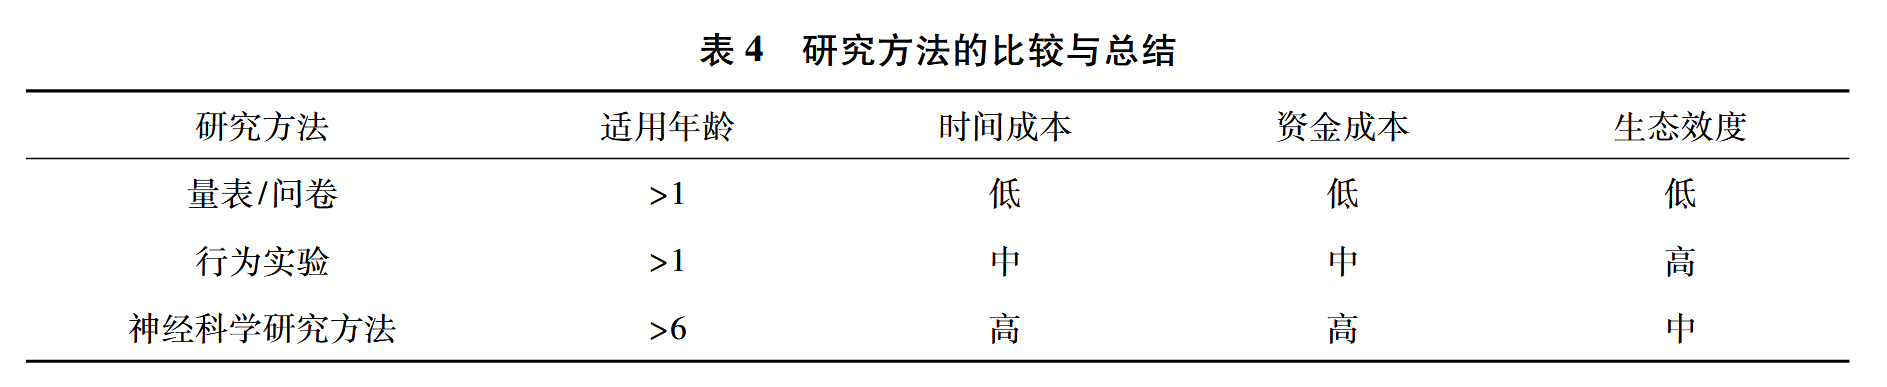 表 4 研究方法的比较与总结
研究方法 适用年龄 时间成本 资金成本 生态效度
量表/问卷 >1 低 低 低
行为实验 >1 中 中 高
神经科学研究方法 >6 高 高 中